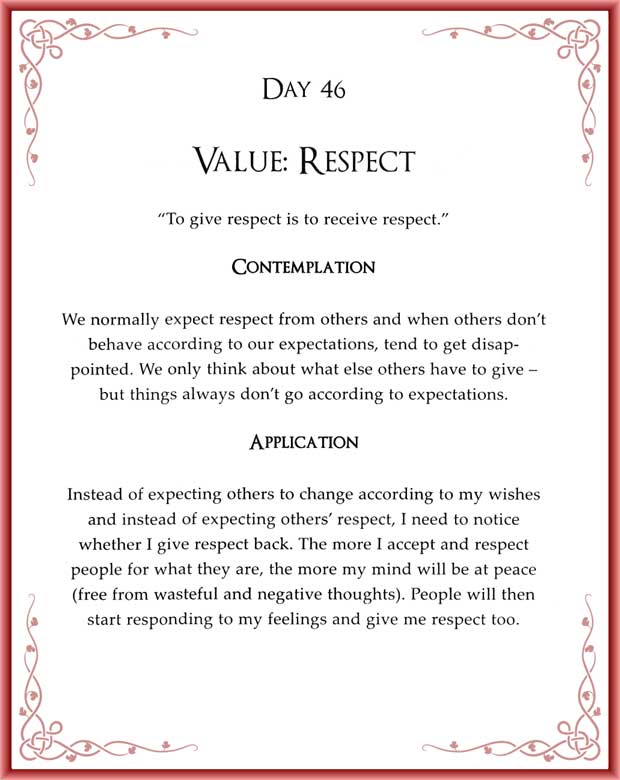 Day 46
Value: Respect
“To give respect is to receive respect.”
Contemplation
We normally expect respect from others and when others don’t
behave according to our expectations, tend to get disap-
pointed. We only think about what else others have to give –
but things always don’t go according to expectations.
Application
Instead of expecting others to change according to my wishes
and instead of expecting others’ respect, I need to notice
whether I give respect back. The more I accept and respect
people for what they are, the more my mind will be at peace
(free from wasteful and negative thoughts). People will then
start responding to my feelings and give me respect too.